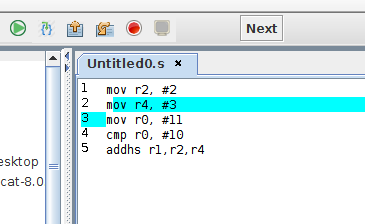 Next
Untitled0.s ×
1 mov r2, #2
2 mov r4, #3
3 mov r0, #11
4 cmp r0, #10
5 addhs r1,r2,r4
esktop
cat-8.0